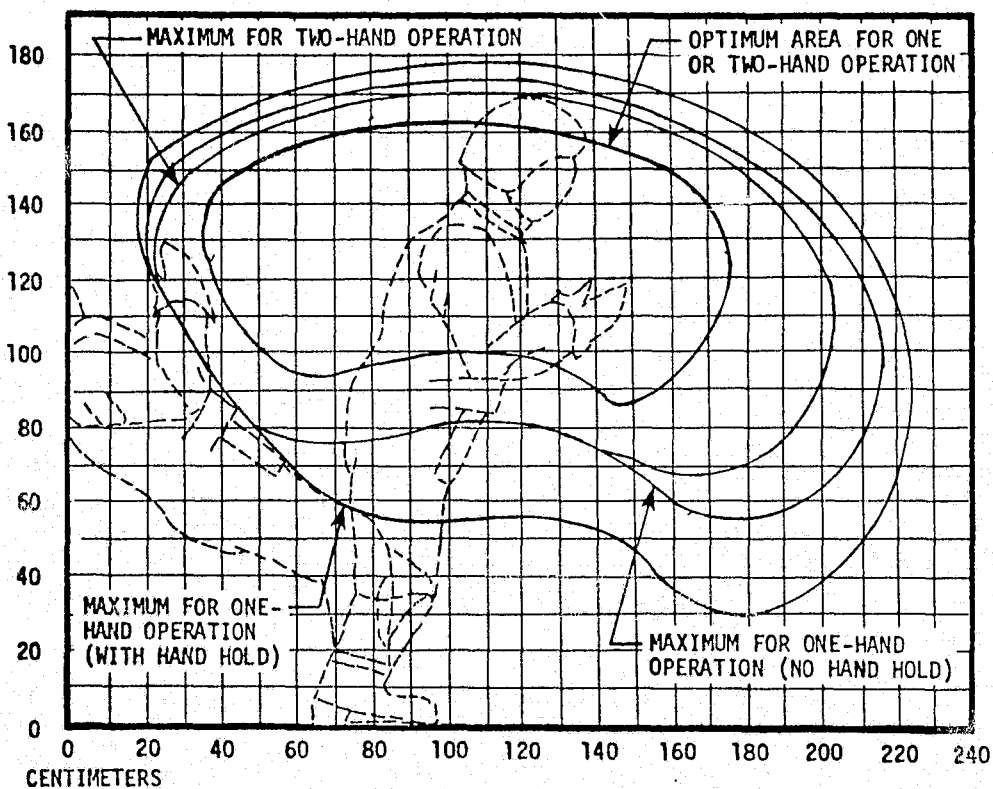 MAXIMUM FOR TWO-HAND OPERATION
OPTIMUM AREA FOR ONE
OR TWO-HAND OPERATION
180
160
140
120
100
80
60
40
20
0
MAXIMUM FOR ONE-
HAND OPERATION
(WITH HAND HOLD)
MAXIMUM FOR ONE-HAND
OPERATION (NO HAND HOLD)
0 20 40 60 80 100 120 140 160 180 200 220 240
CENTIMETERS